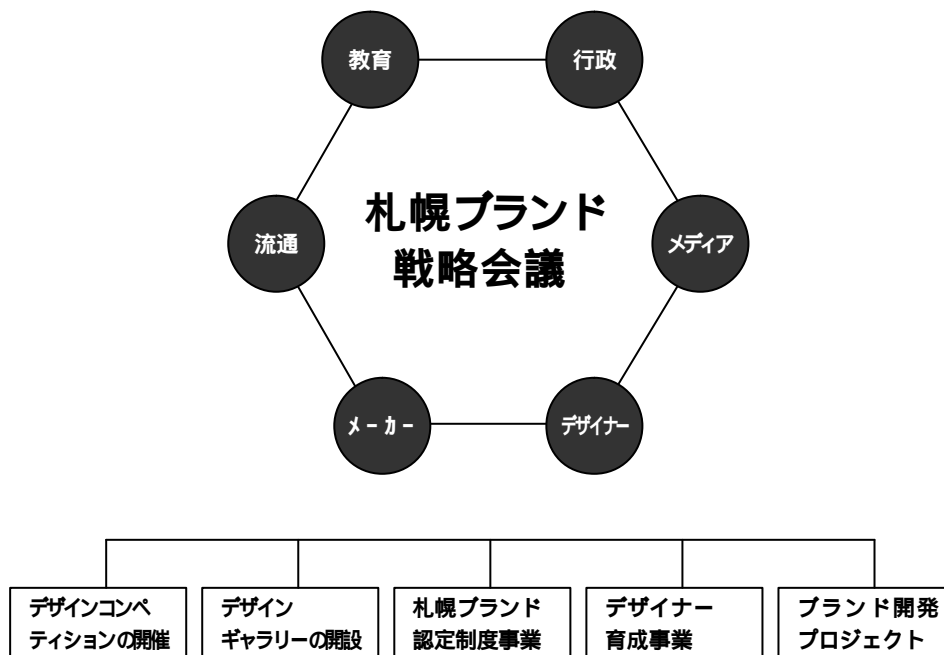 教育
行政
札幌ブランド
戦略会議
流通
メディア
メーカー
デザイナー
デザインコンペ
ティションの開催
デザイン
ギャラリーの開設
札幌ブランド
認定制度事業
デザイナー
育成事業
ブランド開発
プロジェクト